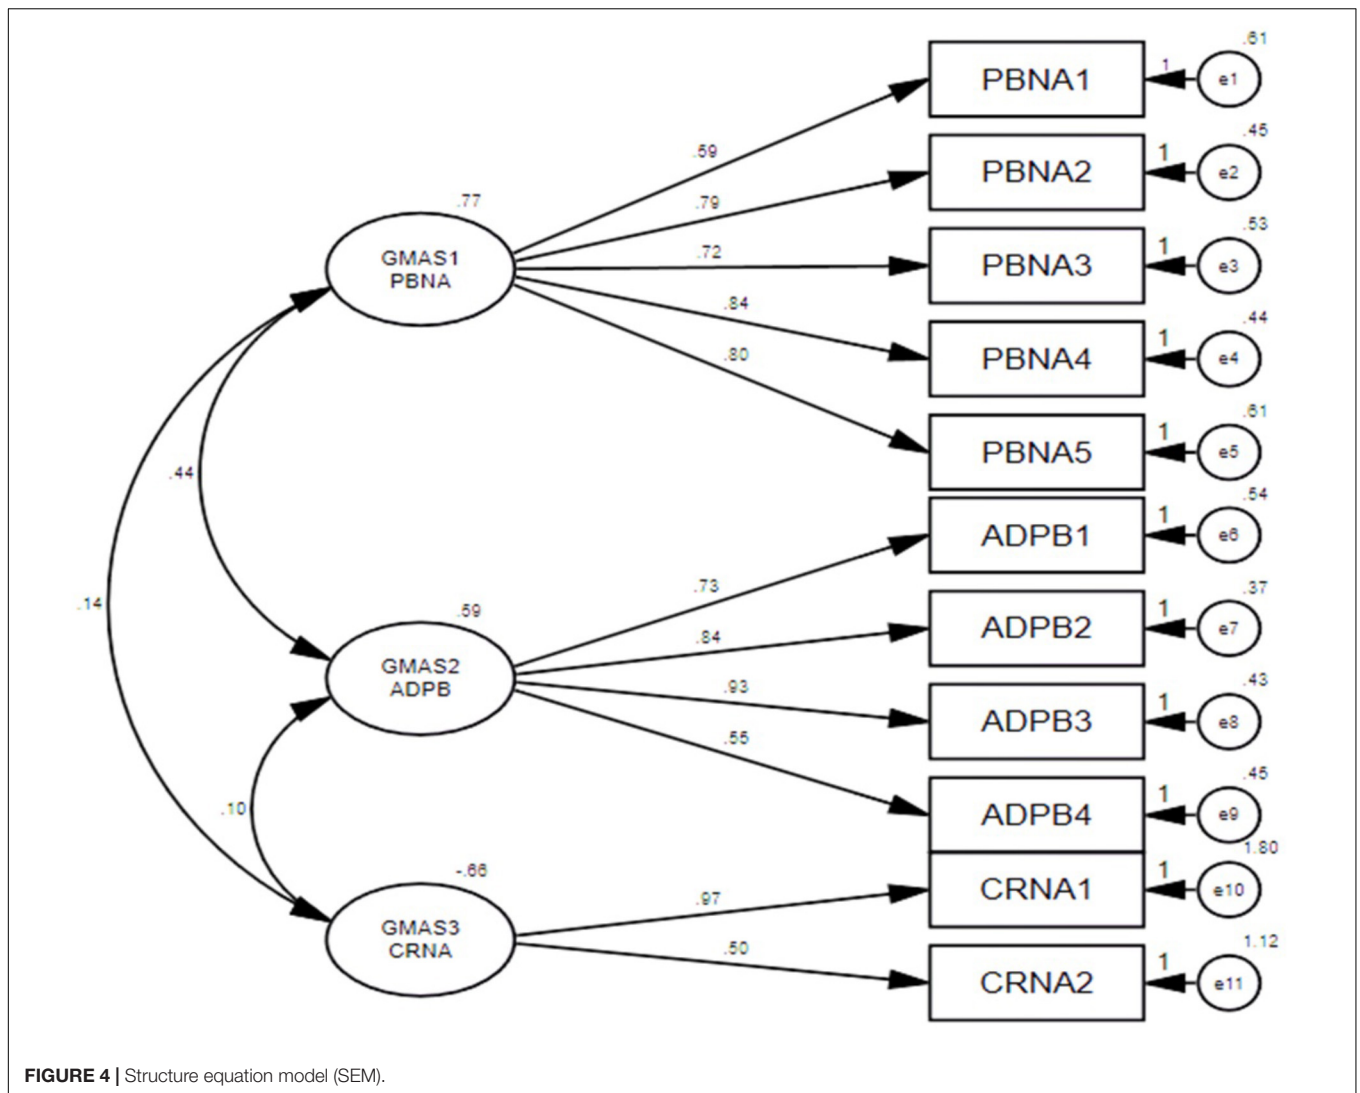 .61
PBNA1
1
e1
.59
.45
PBNA2
1
e2
.79
.77
.53
GMAS1
PBNA
.72
PBNA3
1
e3
.84
.44
PBNA4
1
e4
.80
.61
PBNA5
1
e5
.44
.54
ADPB1
1
e6
.14
.73
.59
.37
ADPB2
1
e7
.84
GMAS2
ADPB
.93
.43
ADPB3
1
e8
.55
.45
ADPB4
1
e9
.10
1.80
-.66
CRNA1
1
e10
.97
GMAS3
CRNA
.50
1.12
CRNA2
1
e11
FIGURE 4 | Structure equation model (SEM).